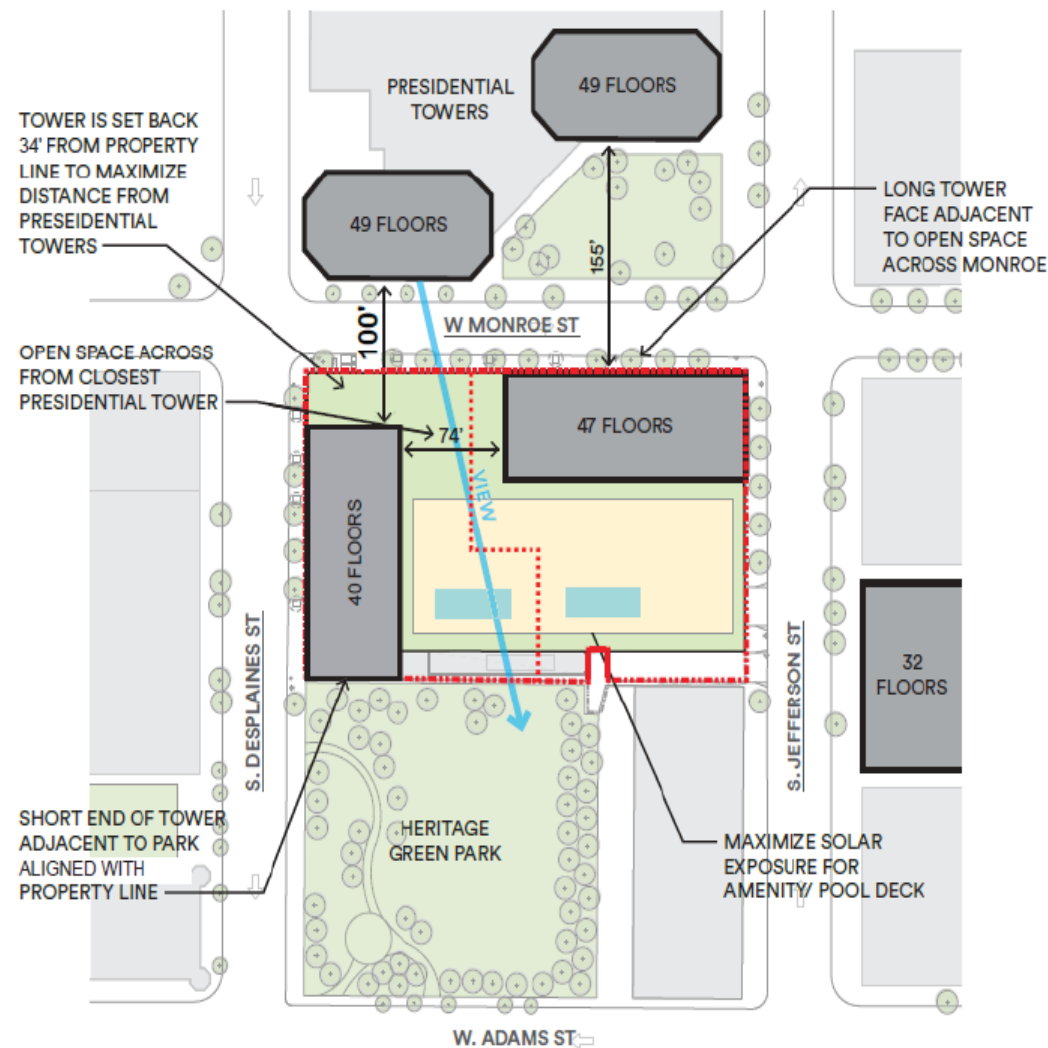 PRESIDENTIAL
TOWERS
49 FLOORS
TOWER IS SET BACK
34' FROM PROPERTY
LINE TO MAXIMIZE
DISTANCE FROM
PRESEIDENTIAL
TOWERS
49 FLOORS
LONG TOWER
FACE ADJACENT
TO OPEN SPACE
ACROSS MONROE
155'
100'
W MONROE ST
OPEN SPACE ACROSS
FROM CLOSEST
PRESIDENTIAL TOWER
74'
47 FLOORS
VIEW
40 FLOORS
S. DESPLAINES ST
S. JEFFERSON ST
32
FLOORS
SHORT END OF TOWER
ADJACENT TO PARK
ALIGNED WITH
PROPERTY LINE
HERITAGE
GREEN PARK
MAXIMIZE SOLAR
EXPOSURE FOR
AMENITY/ POOL DECK
W. ADAMS ST